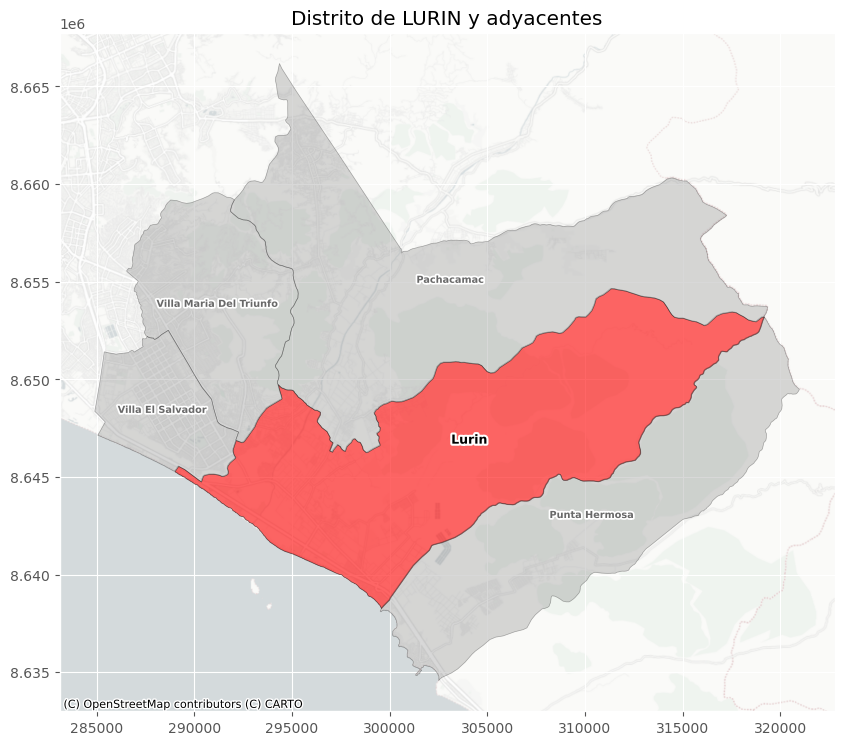 Distrito de LURIN y adyacentes
1e6
8.665
8.660
8.655
8.650
8.645
8.640
8.635
Pachacamac
Villa Maria Del Triunfo
Villa El Salvador
Lurin
Punta Hermosa
(C) OpenStreetMap contributors (C) CARTO
285000 290000 295000 300000 305000 310000 315000 320000